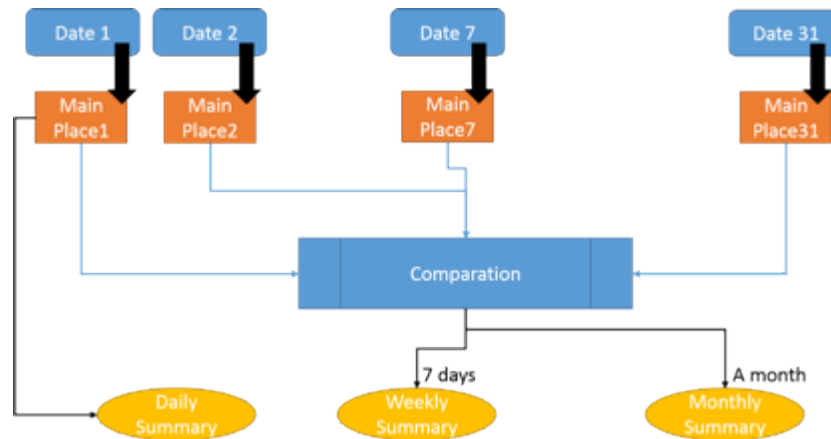 Date 1
Date 2
Date 7
Date 31
Main
Place1
Main
Place2
Main
Place7
Main
Place31
Comparation
7 days
A month
Daily
Summary
Weekly
Summary
Monthly
Summary